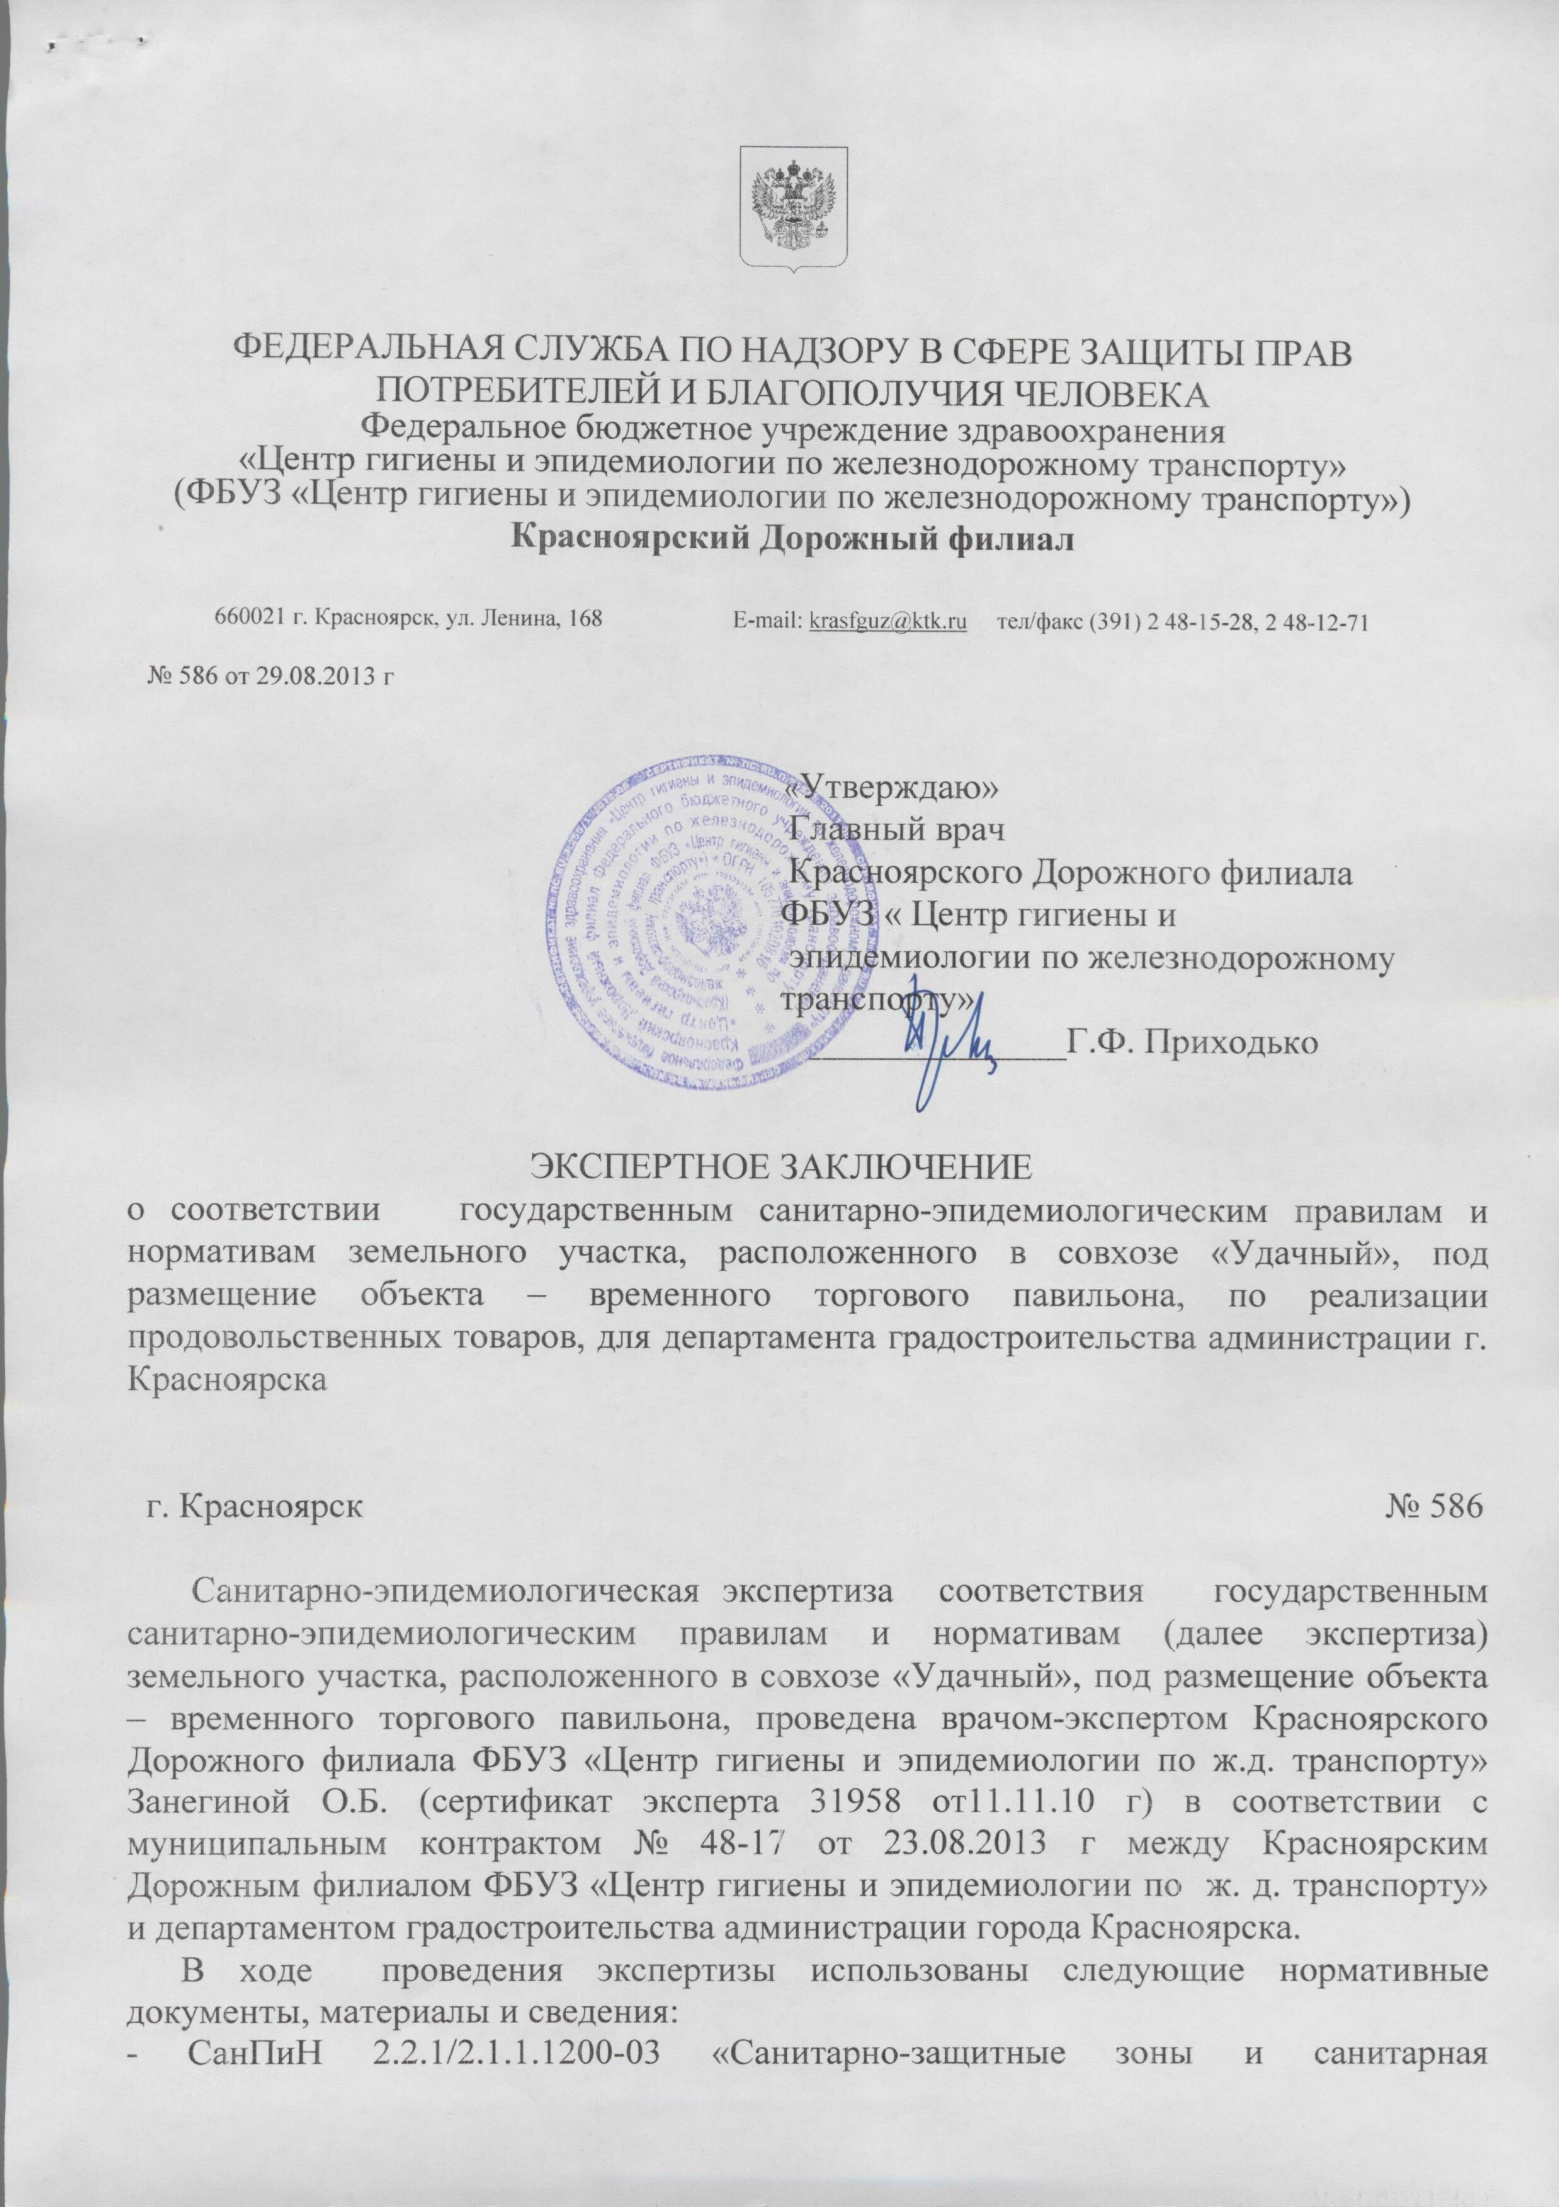 ФЕДЕРАЛЬНАЯ СЛУЖБА ПО НАДЗОРУ В СФЕРЕ ЗАЩИТЫ ПРАВ
ПОТРЕБИТЕЛЕЙ И БЛАГОПОЛУЧИЯ ЧЕЛОВЕКА
Федеральное бюджетное учреждение здравоохранения
«Центр гигиены и эпидемиологии по железнодорожному транспорту»
(ФБУЗ «Центр гигиены и эпидемиологии по железнодорожному транспорту»)
Красноярский Дорожный филиал
660021 г. Красноярск, ул. Ленина, 168 E-mail: krasfguz@ktk.ru тел/факс (391) 2 48-15-28, 2 48-12-71
№ 586 от 29.08.2013 г
«Утверждаю»
Главный врач
Красноярского Дорожного филиала
ФБУЗ « Центр гигиены и
эпидемиологии по железнодорожному
транспорту»
______________Г.Ф. Приходько
ЭКСПЕРТНОЕ ЗАКЛЮЧЕНИЕ
о соответствии государственным санитарно-эпидемиологическим правилам и
нормативам земельного участка, расположенного в совхозе «Удачный», под
размещение объекта – временного торгового павильона, по реализации
продовольственных товаров, для департамента градостроительства администрации г.
Красноярска
г. Красноярск № 586
Санитарно-эпидемиологическая экспертиза соответствия государственным
санитарно-эпидемиологическим правилам и нормативам (далее экспертиза)
земельного участка, расположенного в совхозе «Удачный», под размещение объекта
– временного торгового павильона, проведена врачом-экспертом Красноярского
Дорожного филиала ФБУЗ «Центр гигиены и эпидемиологии по ж.д. транспорту»
Занегиной О.Б. (сертификат эксперта 31958 от11.11.10 г) в соответствии с
муниципальным контрактом № 48-17 от 23.08.2013 г между Красноярским
Дорожным филиалом ФБУЗ «Центр гигиены и эпидемиологии по ж. д. транспорту»
и департаментом градостроительства администрации города Красноярска.
В ходе проведения экспертизы использованы следующие нормативные
документы, материалы и сведения:
- СанПиН 2.2.1/2.1.1.1200-03 «Санитарно-защитные зоны и санитарная